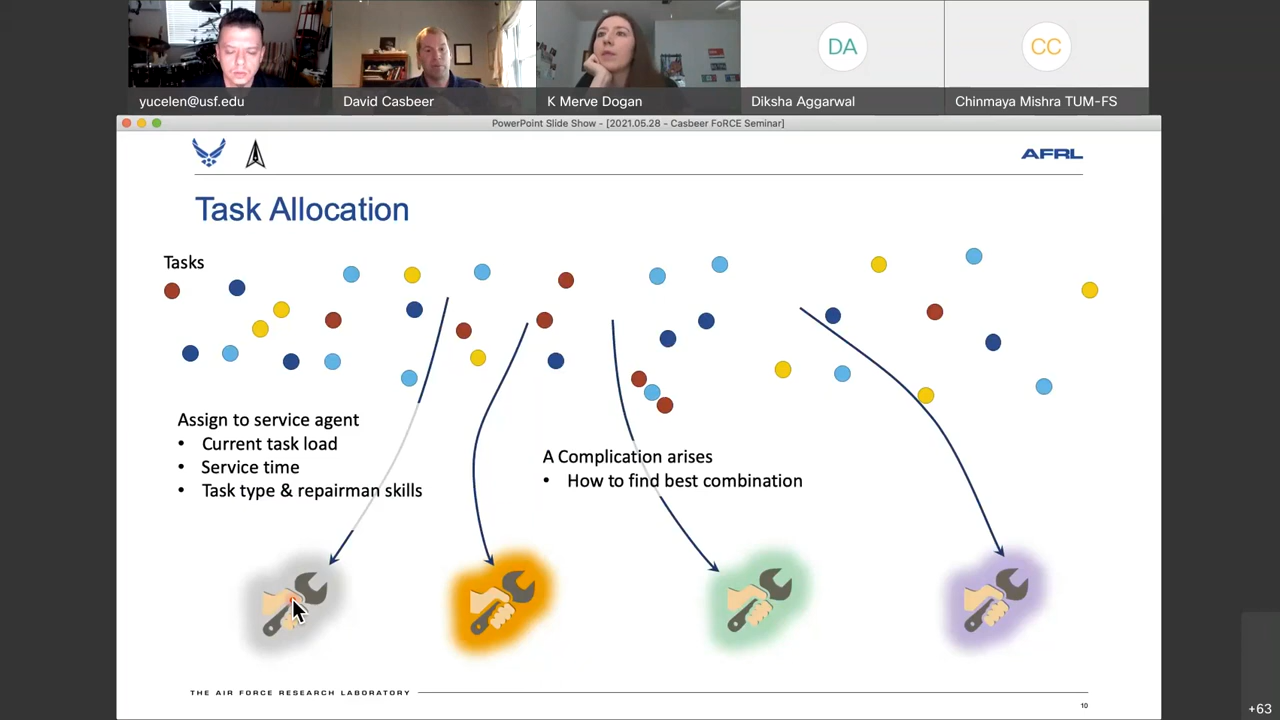 DA
CC
yucelen@usf.edu
David Casbeer
K Merve Dogan
Diksha Aggarwal
Chinmaya Mishra TUM-FS
PowerPoint Slide Show - [2021.05.28 - Casbeer FoRCE Seminar]
AFRL
Task Allocation
Tasks
Assign to service agent
• Current task load
• Service time
• Task type & repairman skills
A Complication arises
• How to find best combination
THE AIR FORCE RESEARCH LABORATORY
10
+63